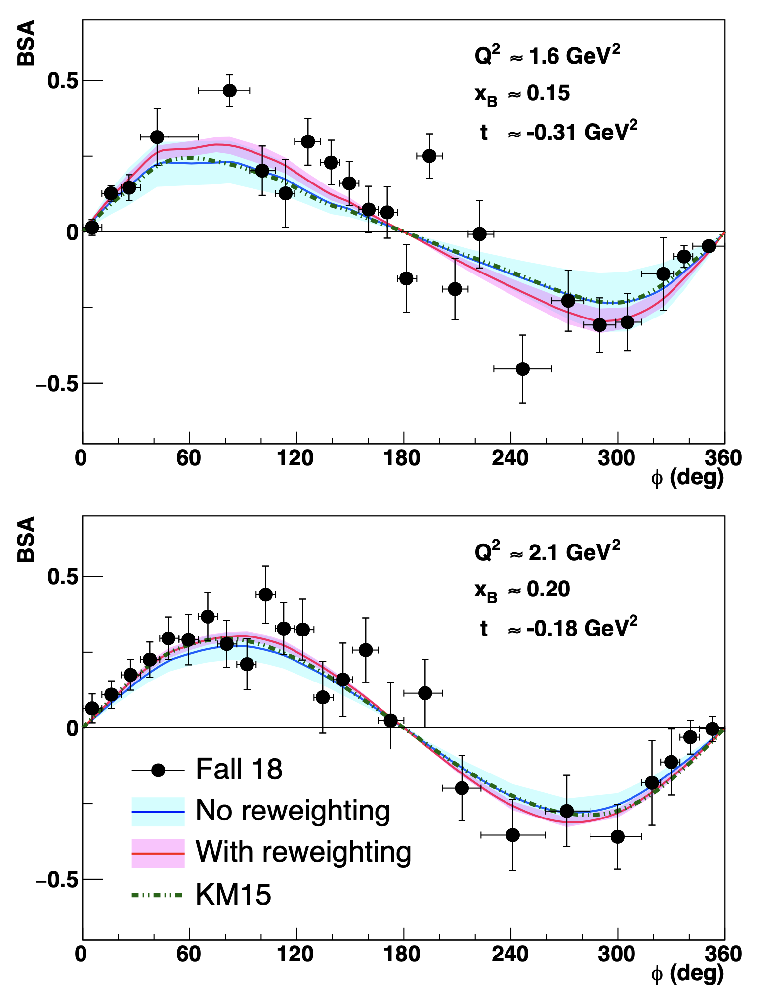 BSA
Q² ≈ 1.6 GeV²
0.5
x_B ≈ 0.15
t ≈ -0.31 GeV²
0
−0.5
0 60 120 180 240 300 360
ϕ (deg)
BSA
Q² ≈ 2.1 GeV²
0.5
x_B ≈ 0.20
t ≈ -0.18 GeV²
0
Fall 18
No reweighting
With reweighting
−0.5
KM15
0 60 120 180 240 300 360
ϕ (deg)